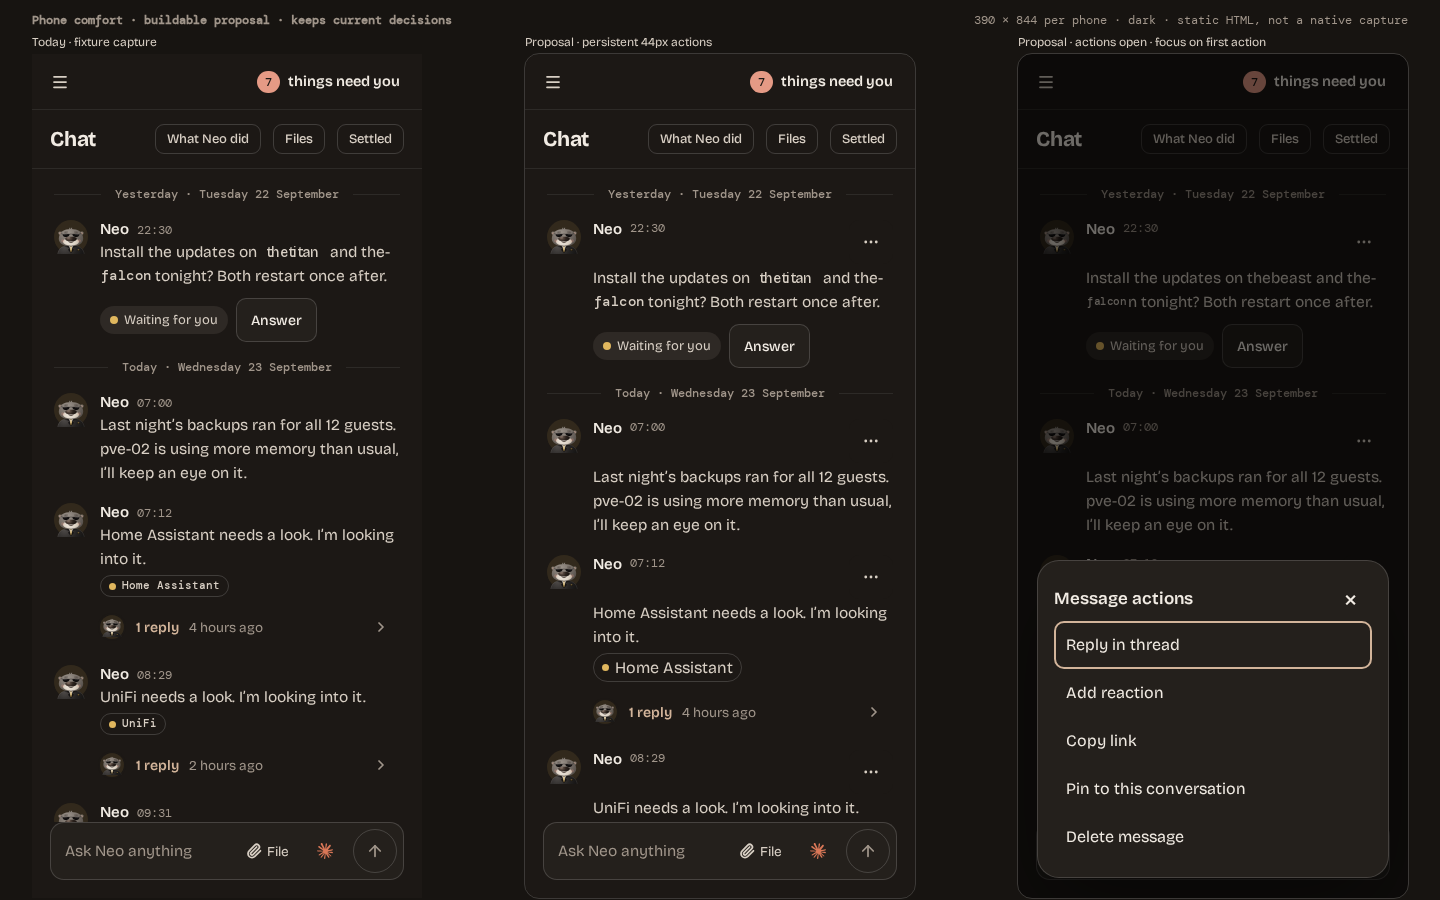 Phone comfort · buildable proposal · keeps current decisions
390 × 844 per phone · dark · static HTML, not a native capture
Today · fixture capture
7 things need you
Chat
What Neo did
Files
Settled
Yesterday · Tuesday 22 September
Neo 22:30
Install the updates on thetitan and the-
falcon tonight? Both restart once after.
Waiting for you
Answer
Today · Wednesday 23 September
Neo 07:00
Last night's backups ran for all 12 guests.
pve-02 is using more memory than usual,
I'll keep an eye on it.
Neo 07:12
Home Assistant needs a look. I'm looking
into it.
Home Assistant
1 reply 4 hours ago
Neo 08:29
UniFi needs a look. I'm looking into it.
UniFi
1 reply 2 hours ago
Neo 09:31
Ask Neo anything
File
Proposal · persistent 44px actions
7 things need you
Chat
What Neo did
Files
Settled
Yesterday · Tuesday 22 September
Neo 22:30
Install the updates on thetitan and the-
falcon tonight? Both restart once after.
Waiting for you
Answer
Today · Wednesday 23 September
Neo 07:00
Last night's backups ran for all 12 guests.
pve-02 is using more memory than usual,
I'll keep an eye on it.
Neo 07:12
Home Assistant needs a look. I'm looking
into it.
Home Assistant
1 reply 4 hours ago
Neo 08:29
UniFi needs a look. I'm looking into it.
Ask Neo anything
File
Proposal · actions open · focus on first action
7 things need you
Chat
What Neo did
Files
Settled
Yesterday · Tuesday 22 September
Neo 22:30
Install the updates on thebeast and the-
falconn tonight? Both restart once after.
Waiting for you
Answer
Today · Wednesday 23 September
Neo 07:00
Last night's backups ran for all 12 guests.
pve-02 is using more memory than usual,
I'll keep an eye on it.
Message actions
Reply in thread
Add reaction
Copy link
Pin to this conversation
Delete message